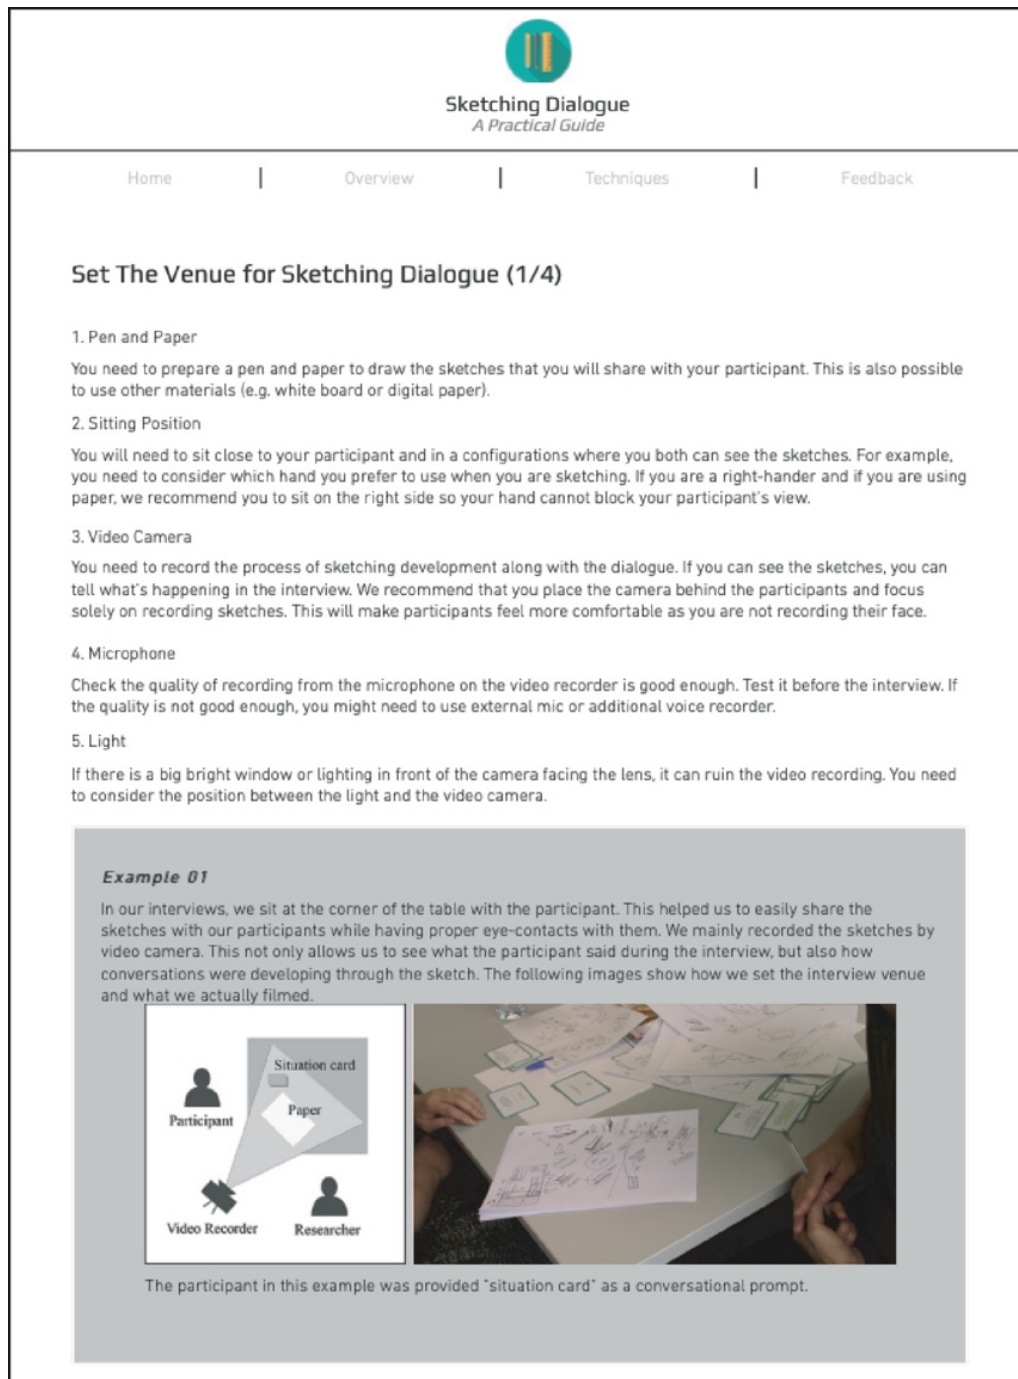 Sketching Dialogue
A Practical Guide
Home | Overview | Techniques | Feedback
Set The Venue for Sketching Dialogue (1/4)
1. Pen and Paper
You need to prepare a pen and paper to draw the sketches that you will share with your participant. This is also possible
to use other materials (e.g. white board or digital paper).
2. Sitting Position
You will need to sit close to your participant and in a configurations where you both can see the sketches. For example,
you need to consider which hand you prefer to use when you are sketching. If you are a right-hander and if you are using
paper, we recommend you to sit on the right side so your hand cannot block your participant's view.
3. Video Camera
You need to record the process of sketching development along with the dialogue. If you can see the sketches, you can
tell what's happening in the interview. We recommend that you place the camera behind the participants and focus
solely on recording sketches. This will make participants feel more comfortable as you are not recording their face.
4. Microphone
Check the quality of recording from the microphone on the video recorder is good enough. Test it before the interview. If
the quality is not good enough, you might need to use external mic or additional voice recorder.
5. Light
If there is a big bright window or lighting in front of the camera facing the lens, it can ruin the video recording. You need
to consider the position between the light and the video camera.
Example 01
In our interviews, we sit at the corner of the table with the participant. This helped us to easily share the
sketches with our participants while having proper eye-contacts with them. We mainly recorded the sketches by
video camera. This not only allows us to see what the participant said during the interview, but also how
conversations were developing through the sketch. The following images show how we set the interview venue
and what we actually filmed.
Situation card
Paper
Participant
Video Recorder
Researcher
The participant in this example was provided "situation card" as a conversational prompt.